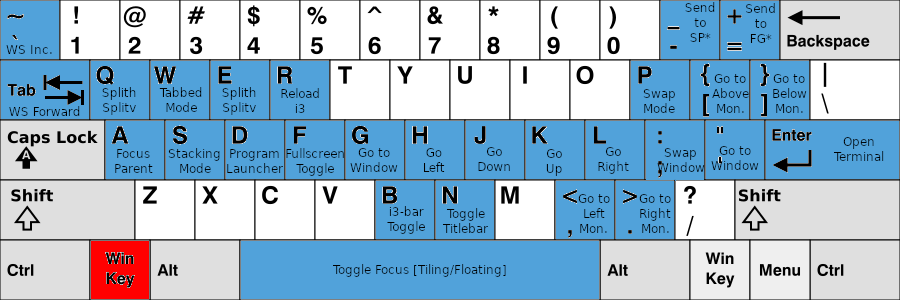 ~ ` WS Inc.
! 1
@ 2
# 3
$ 4
% 5
^ 6
& 7
* 8
( 9
) 0
_ - Send to SP*
+ = Send to FG*
Backspace
Tab WS Forward
Q Splith Splitv
W Tabbed Mode
E Splith Splitv
R Reload i3
T
Y
U
I
O
P Swap Mode
{ [ Go to Above Mon.
} ] Go to Below Mon.
| \
Caps Lock A
A Focus Parent
S Stacking Mode
D Program Launcher
F Fullscreen Toggle
G Go to Window
H Go Left
J Go Down
K Go Up
L Go Right
: ; Swap Window
" ' Go to Window
Enter Open Terminal
Shift
Z
X
C
V
B i3-bar Toggle
N Toggle Titlebar
M
< , Go to Left Mon.
> . Go to Right Mon.
? /
Shift
Ctrl
Win Key
Alt
Toggle Focus [Tiling/Floating]
Alt
Win Key
Menu
Ctrl